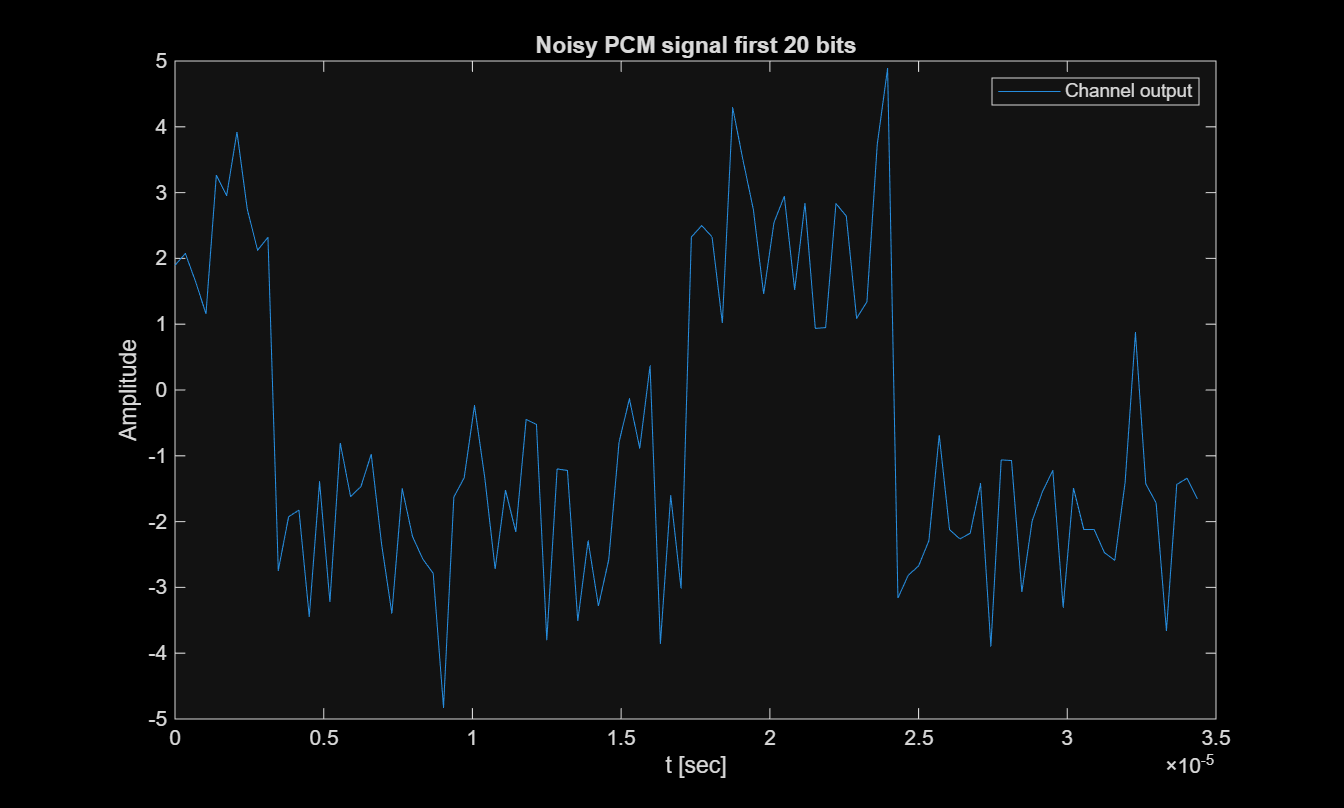 Noisy PCM signal first 20 bits
Channel output
5
4
3
2
1
0
-1
-2
-3
-4
-5
Amplitude
0 0.5 1 1.5 2 2.5 3 3.5
t [sec]
×10⁻⁵